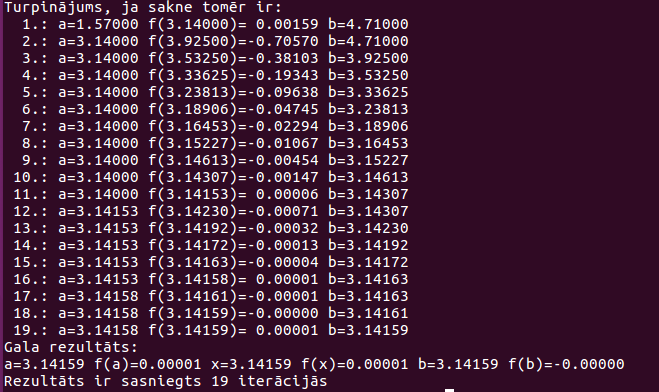 Turpinājums, ja sakne tomēr ir:
1.: a=1.57000 f(3.14000)= 0.00159 b=4.71000
2.: a=3.14000 f(3.92500)=-0.70570 b=4.71000
3.: a=3.14000 f(3.53250)=-0.38103 b=3.92500
4.: a=3.14000 f(3.33625)=-0.19343 b=3.53250
5.: a=3.14000 f(3.23813)=-0.09638 b=3.33625
6.: a=3.14000 f(3.18906)=-0.04745 b=3.23813
7.: a=3.14000 f(3.16453)=-0.02294 b=3.18906
8.: a=3.14000 f(3.15227)=-0.01067 b=3.16453
9.: a=3.14000 f(3.14613)=-0.00454 b=3.15227
10.: a=3.14000 f(3.14307)=-0.00147 b=3.14613
11.: a=3.14000 f(3.14153)= 0.00006 b=3.14307
12.: a=3.14153 f(3.14230)=-0.00071 b=3.14307
13.: a=3.14153 f(3.14192)=-0.00032 b=3.14230
14.: a=3.14153 f(3.14172)=-0.00013 b=3.14192
15.: a=3.14153 f(3.14163)=-0.00004 b=3.14172
16.: a=3.14153 f(3.14158)= 0.00001 b=3.14163
17.: a=3.14158 f(3.14161)=-0.00001 b=3.14163
18.: a=3.14158 f(3.14159)=-0.00000 b=3.14161
19.: a=3.14158 f(3.14159)= 0.00001 b=3.14159
Gala rezultāts:
a=3.14159 f(a)=0.00001 x=3.14159 f(x)=0.00001 b=3.14159 f(b)=-0.00000
Rezultāts ir sasniegts 19 iterācijās